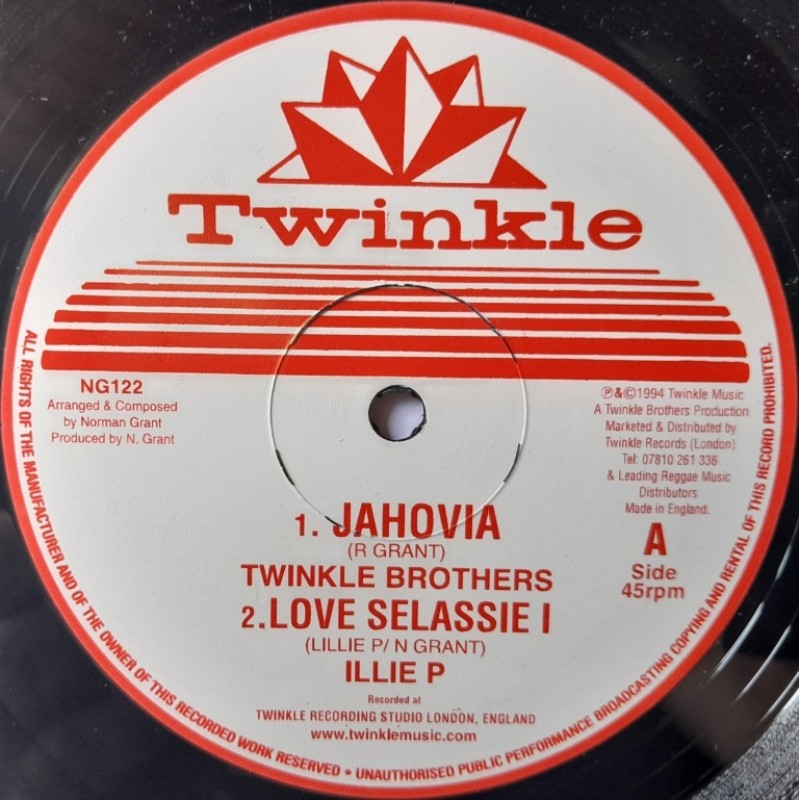 Twinkle
NG122
Arranged & Composed
by Norman Grant
Produced by N. Grant
℗&©1994 Twinkle Music
A Twinkle Brothers Production
Marketed & Distributed by
Twinkle Records (London)
Tel: 07810 261 336
& Leading Reggae Music
Distributors
Made in England.
A
Side
45rpm
1. JAHOVIA
(R GRANT)
TWINKLE BROTHERS
2. LOVE SELASSIE I
(LILLIE P/ N GRANT)
ILLIE P
Recorded at
TWINKLE RECORDING STUDIO LONDON, ENGLAND
www.twinklemusic.com
ALL RIGHTS OF THE MANUFACTURER AND OF THE OWNER OF THIS RECORDED WORK RESERVED • UNAUTHORISED PUBLIC PERFORMANCE BROADCASTING COPYING AND RENTAL OF THIS RECORD PROHIBITED.